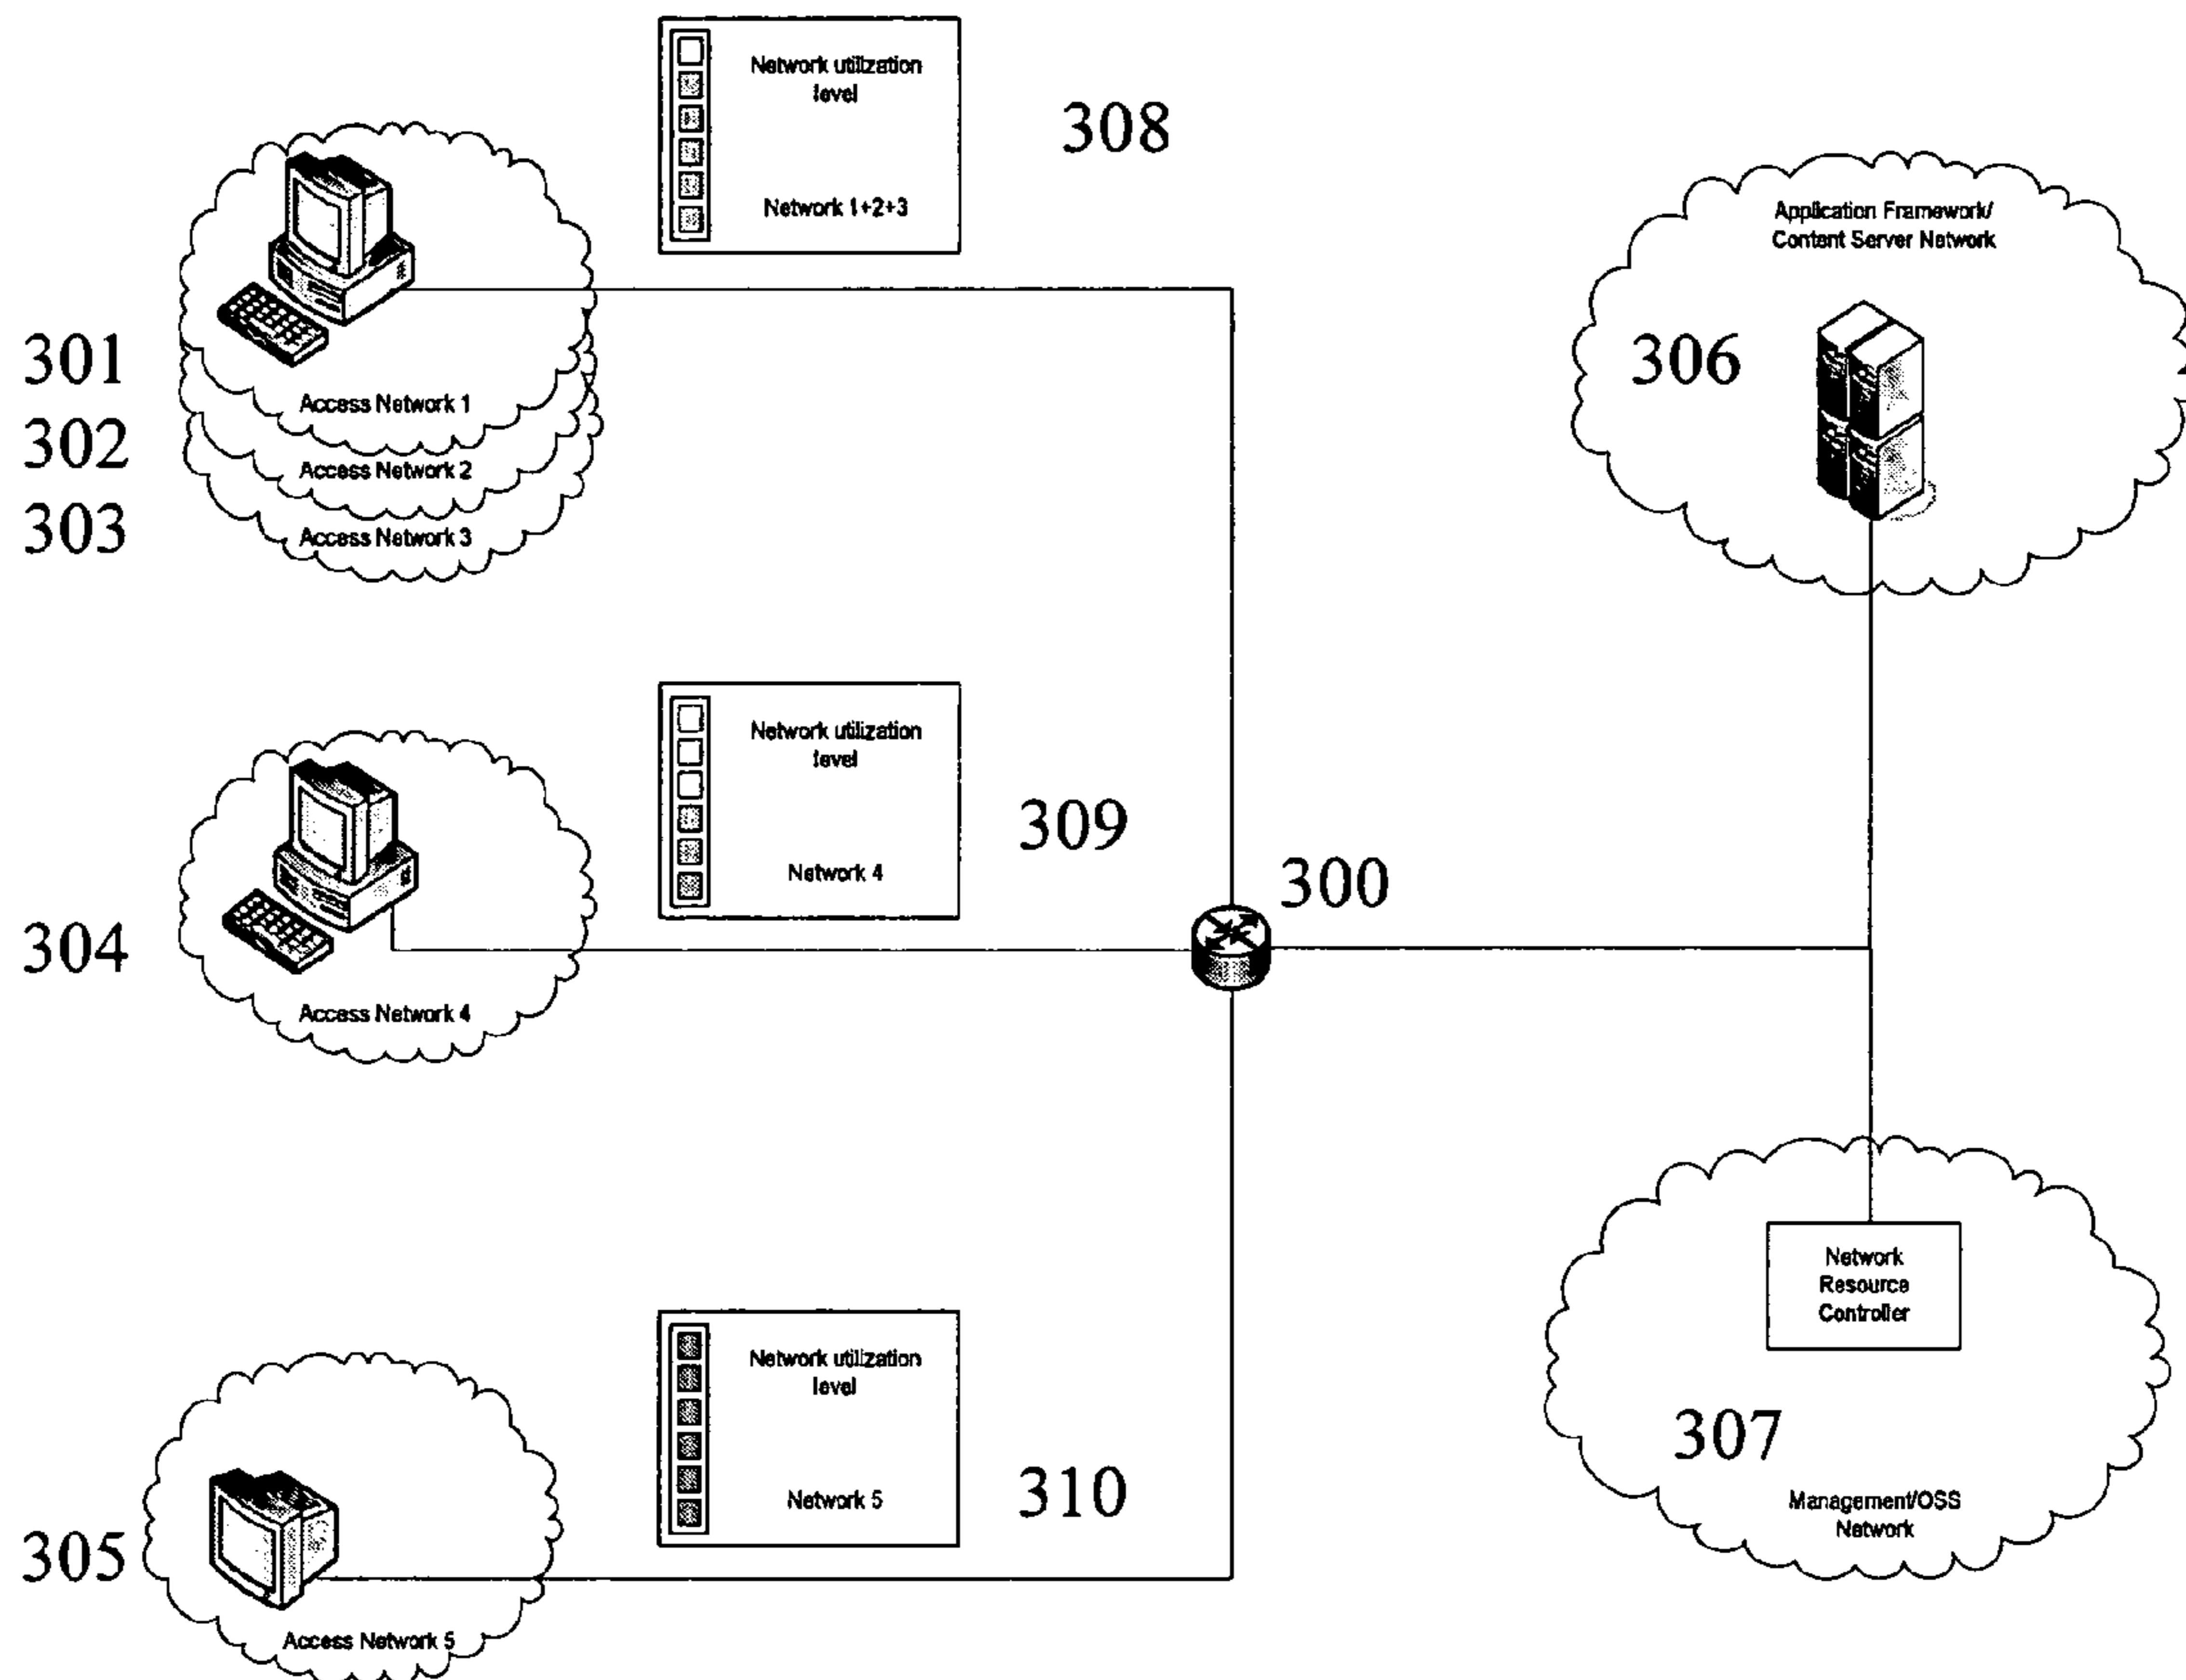 Network utilization
level
Network 1+2+3
308
301
302
303
Access Network 1
Access Network 2
Access Network 3
Application Framework/
Content Server Network
306
Network utilization
level
Network 4
309
300
304
Access Network 4
Network utilization
level
Network 5
310
305
Access Network 5
Network
Resource
Controller
307
Management/OSS
Network